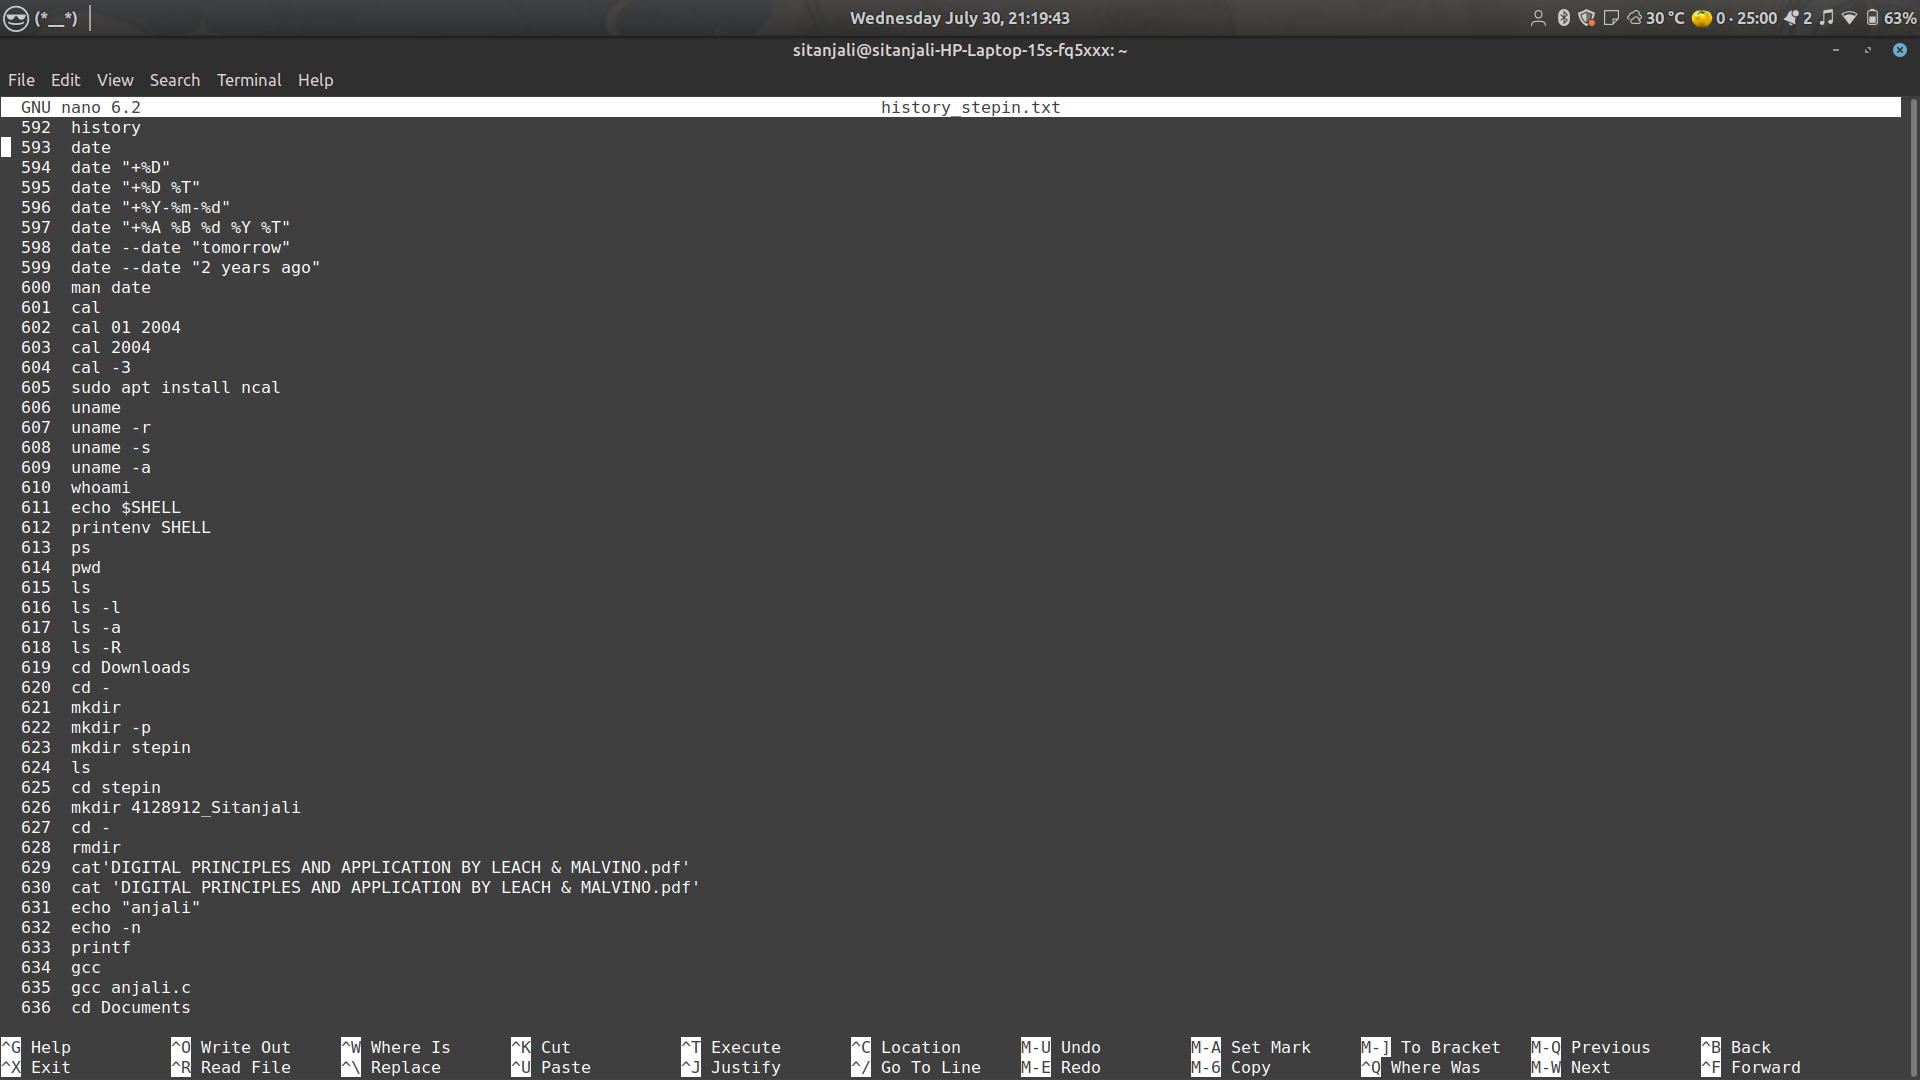 (*__*)
Wednesday July 30, 21:19:43
30 °C 0 · 25:00 2 63%
sitanjali@sitanjali-HP-Laptop-15s-fq5xxx: ~
File Edit View Search Terminal Help
GNU nano 6.2 history_stepin.txt
592 history
593 date
594 date "+%D"
595 date "+%D %T"
596 date "+%Y-%m-%d"
597 date "+%A %B %d %Y %T"
598 date --date "tomorrow"
599 date --date "2 years ago"
600 man date
601 cal
602 cal 01 2004
603 cal 2004
604 cal -3
605 sudo apt install ncal
606 uname
607 uname -r
608 uname -s
609 uname -a
610 whoami
611 echo $SHELL
612 printenv SHELL
613 ps
614 pwd
615 ls
616 ls -l
617 ls -a
618 ls -R
619 cd Downloads
620 cd -
621 mkdir
622 mkdir -p
623 mkdir stepin
624 ls
625 cd stepin
626 mkdir 4128912_Sitanjali
627 cd -
628 rmdir
629 cat'DIGITAL PRINCIPLES AND APPLICATION BY LEACH & MALVINO.pdf'
630 cat 'DIGITAL PRINCIPLES AND APPLICATION BY LEACH & MALVINO.pdf'
631 echo "anjali"
632 echo -n
633 printf
634 gcc
635 gcc anjali.c
636 cd Documents
^G Help ^O Write Out ^W Where Is ^K Cut ^T Execute ^C Location M-U Undo M-A Set Mark M-] To Bracket M-Q Previous ^B Back
^X Exit ^R Read File ^\ Replace ^U Paste ^J Justify ^/ Go To Line M-E Redo M-6 Copy ^Q Where Was M-W Next ^F Forward